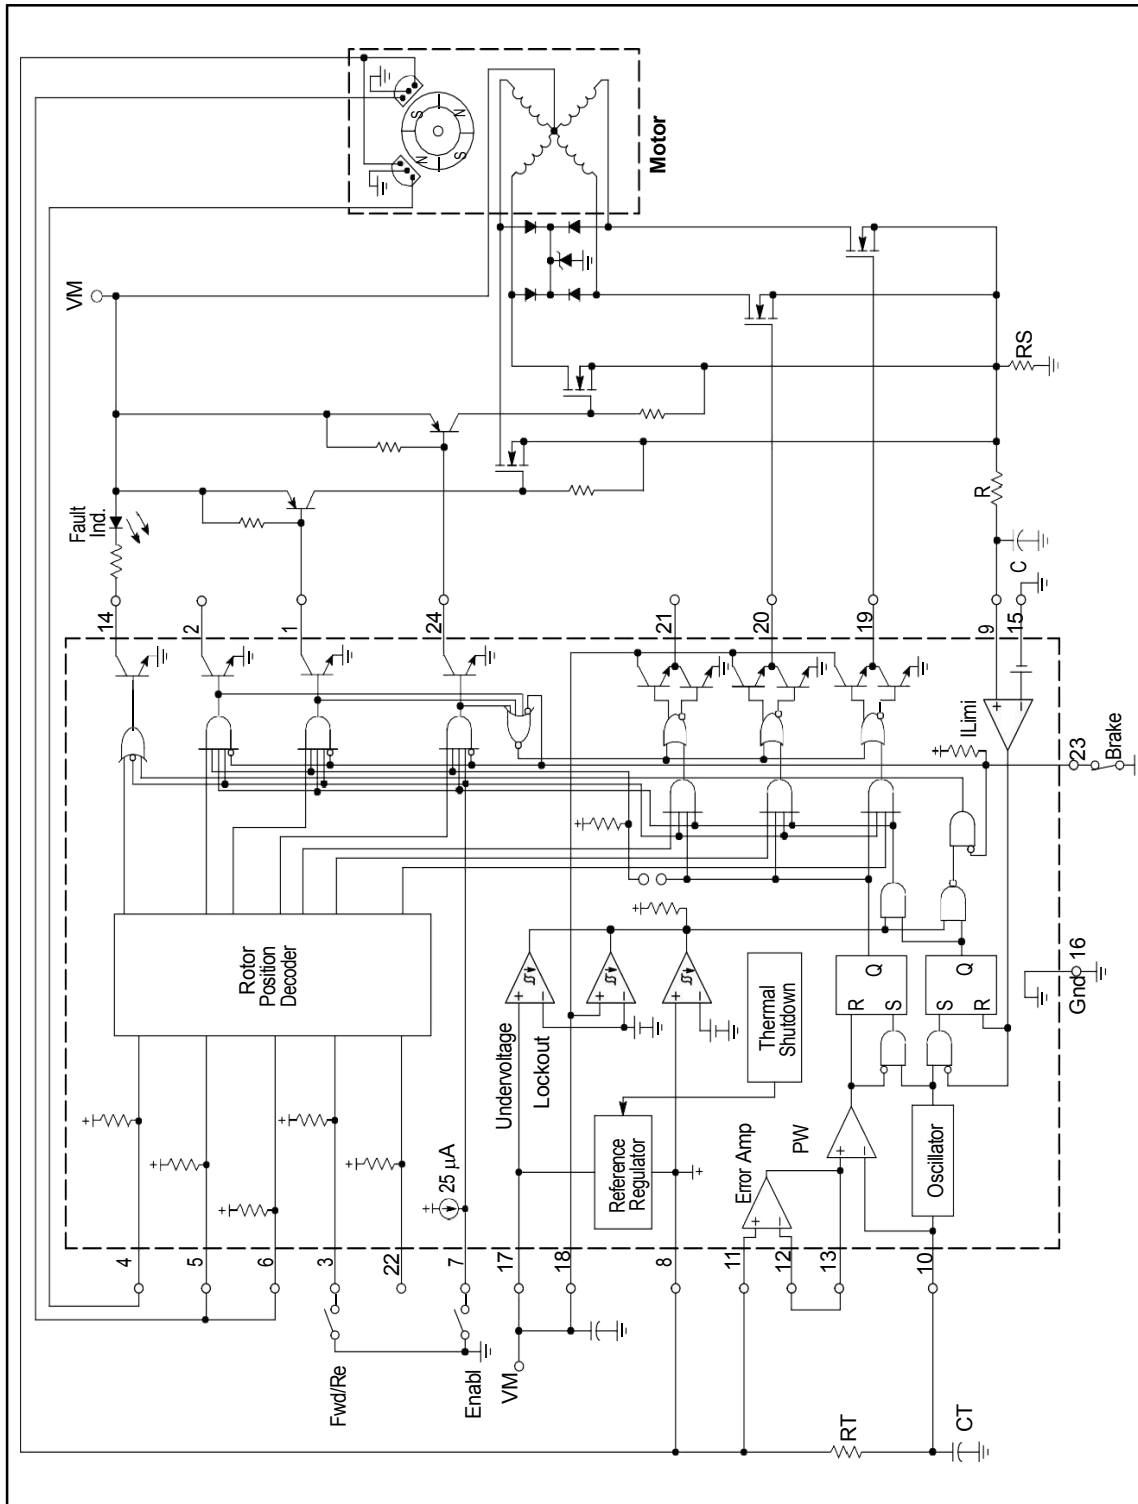 Motor
S
N
N
S
VM
RS
R
C
Fault
Ind.
14
2
1
24
21
20
19
9
15
ILimi
23
Brake
Rotor
Position
Decoder
Undervoltage
Lockout
Thermal
Shutdown
Reference
Regulator
Error Amp
PW
Oscillator
R
Q
S
S
Q
R
Gnd
16
25 µA
4
5
6
3
22
7
17
18
8
11
12
13
10
Fwd/Re
Enabl
VM
RT
CT